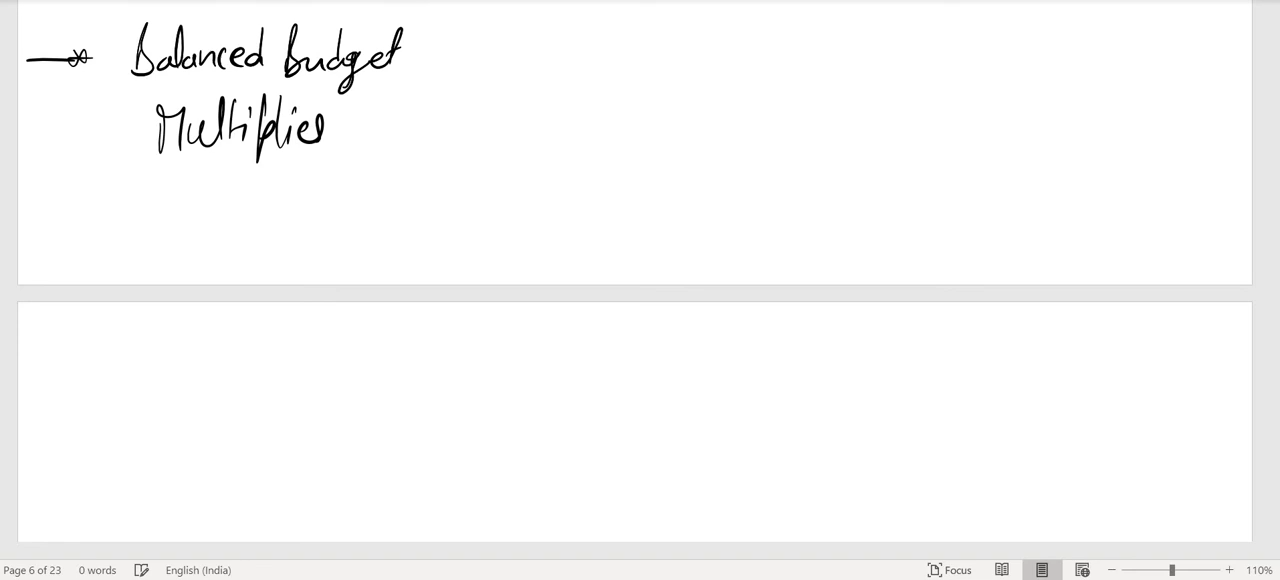 Balanced Budget
Multiplier
Page 6 of 23 0 words English (India) Focus 110%